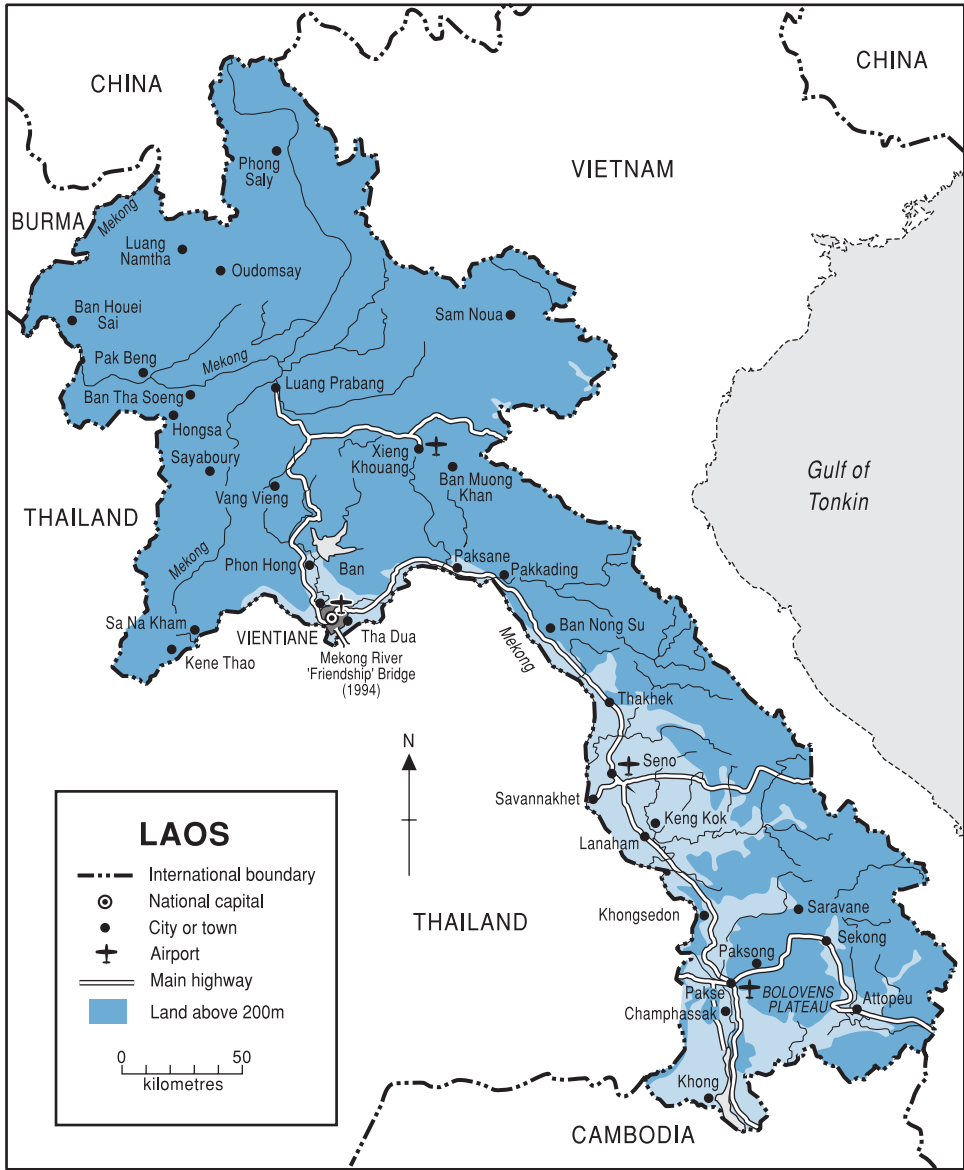 CHINA
CHINA
VIETNAM
BURMA
Mekong
Phong
Saly
Luang
Namtha
Oudomsay
Ban Houei
Sai
Sam Noua
Pak Beng
Mekong
Luang Prabang
Ban Tha Soeng
Hongsa
Xieng
Khouang
Sayaboury
Ban Muong
Khan
Vang Vieng
Gulf of
Tonkin
THAILAND
Mekong
Phon Hong
Ban
Paksane
Pakkading
Sa Na Kham
VIENTIANE
Tha Dua
Ban Nong Su
Kene Thao
Mekong River
'Friendship' Bridge
(1994)
Mekong
Thakhek
N
Seno
Savannakhet
Keng Kok
Lanaham
THAILAND
Khongsedon
Saravane
Sekong
Paksong
Pakse
BOLOVENS
PLATEAU
Attopeu
Champhassak
Khong
CAMBODIA
LAOS
International boundary
National capital
City or town
Airport
Main highway
Land above 200m
0 50
kilometres